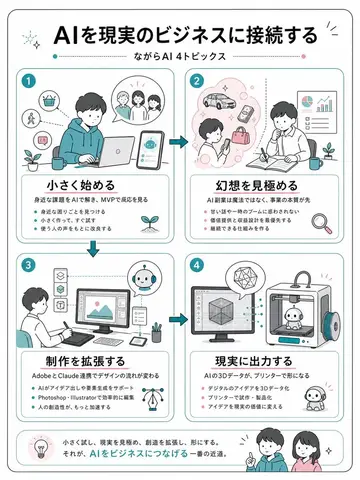 AIを現実のビジネスに接続する
ながらAI 4トピックス
1
小さく始める
身近な課題をAIで解き、MVPで反応を見る
身近な困りごとを見つける
小さく作って、すぐ試す
使う人の声をもとに改良する
2
幻想を見極める
AI副業は魔法ではなく、事業の本質が先
甘い話や一時のブームに惑わされない
価値提供と収益設計を最優先する
継続できる仕組みを作る
3
制作を拡張する
AdobeとClaude連携でデザインの流れが変わる
AIがアイデア出しや要素生成をサポート
Photoshop・Illustratorで効率的に編集
人の創造性が、もっと加速する
4
現実に出力する
AIの3Dデータが、プリンターで形になる
デジタルのアイデアを3Dデータ化
プリンターで試作・製品化
アイデアを現実の価値に変える
小さく試し、現実を見極め、創造を拡張し、形にする。
それが、AIをビジネスにつなげる一番の近道。